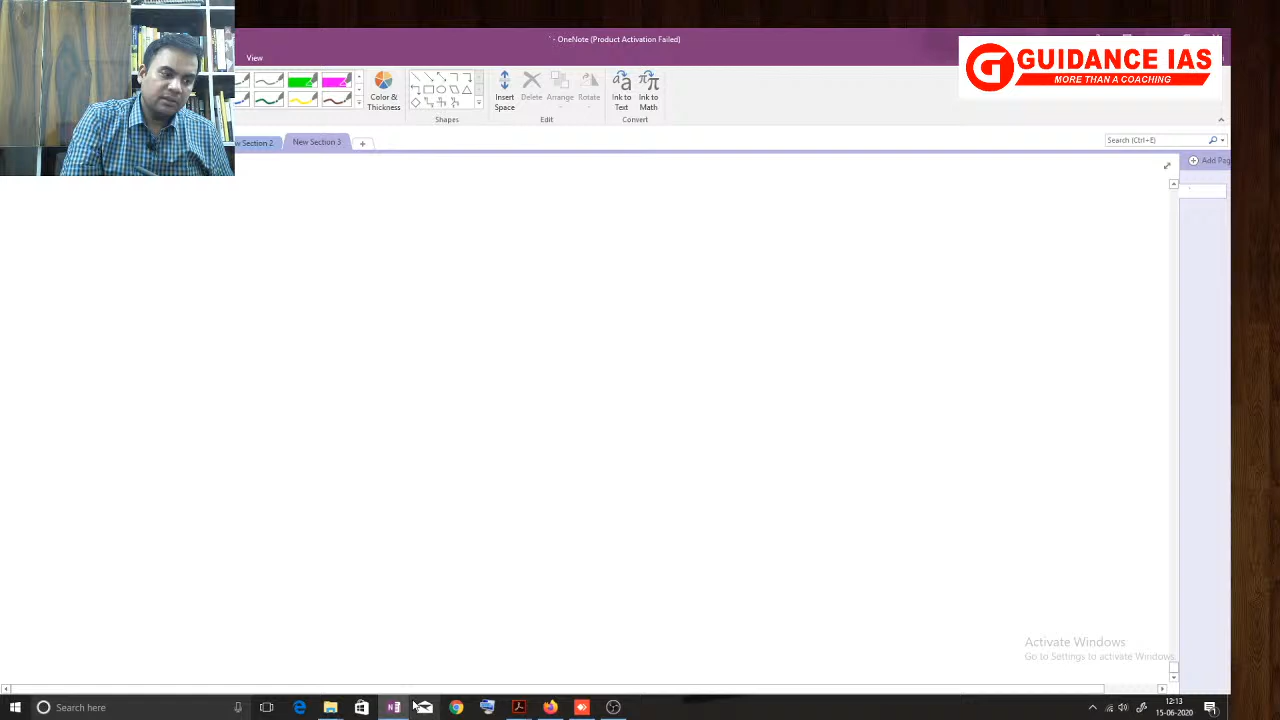 - OneNote (Product Activation Failed)
GUIDANCE IAS
MORE THAN A COACHING
View
Color &
Thickness
Insert
Space
Delete
Arrange
Rotate
Ink to
Text
Ink to
Math
Shapes
Edit
Convert
Section 2
New Section 3
Search (Ctrl+E)
Add Pag
Activate Windows
Go to Settings to activate Windows.
Search here
12:13
15-06-2020